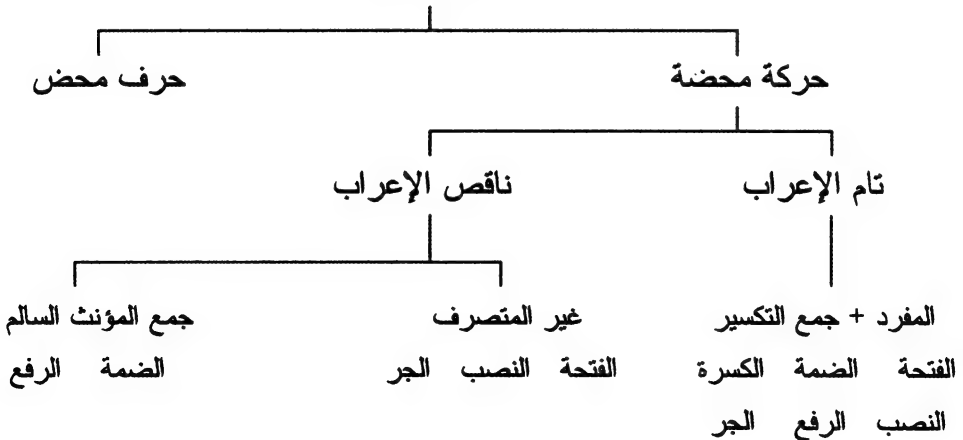 حركة محضة حرف محض
تام الإعراب ناقص الإعراب
المفرد + جمع التكسير غير المتصرف جمع المؤنث السالم
الفتحة الضمة الكسرة الفتحة النصب الجر الضمة الرفع
النصب الرفع الجر